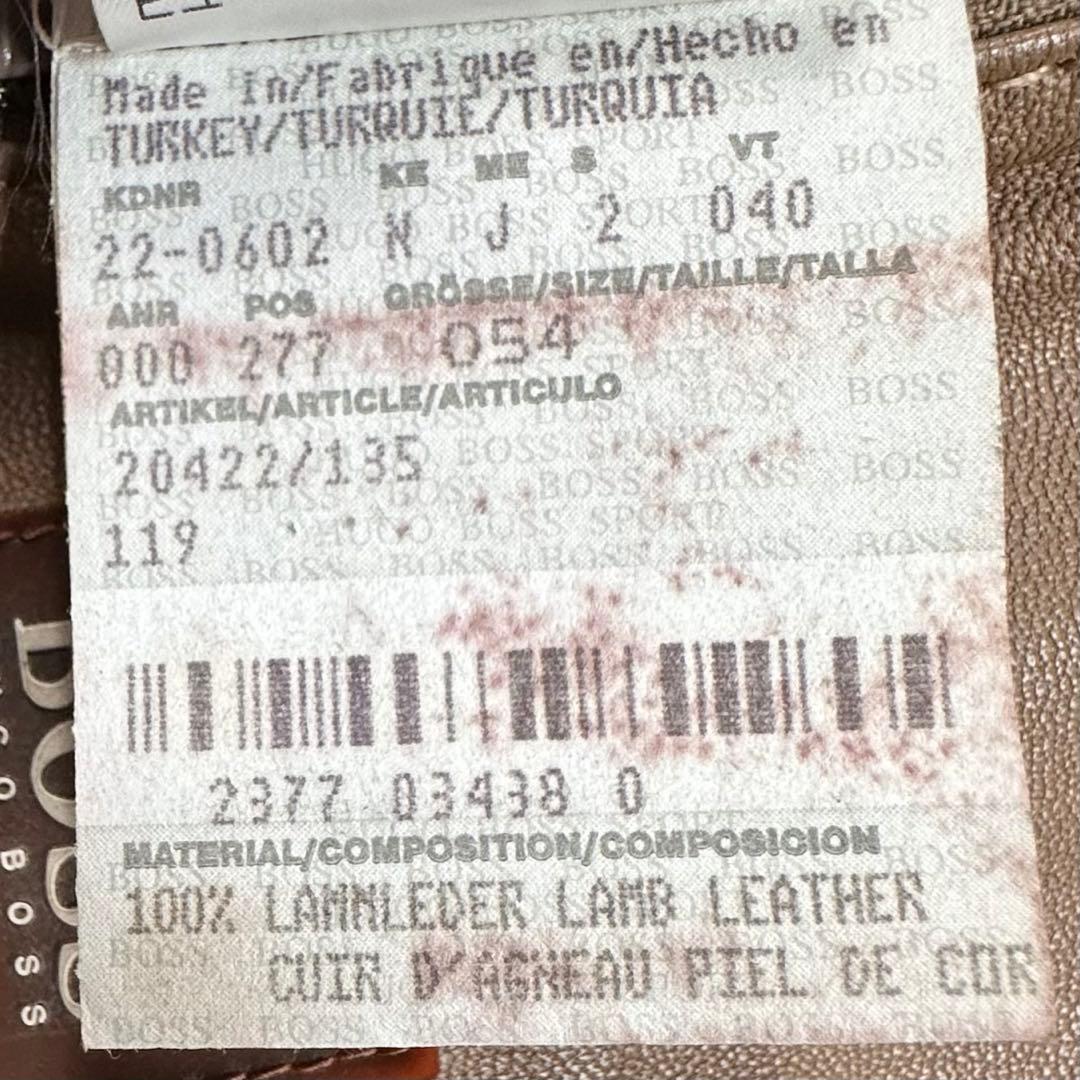 Made in/Fabrique en/Hecho en
TURKEY/TURQUIE/TURQUIA
KDNR KE ME S VT
22-0602 N J 2 040
ANR POS GRÖSSE/SIZE/TAILLE/TALLA
000 277 054
ARTIKEL/ARTICLE/ARTICULO
20422/135
119
2377 03438 0
MATERIAL/COMPOSITION/COMPOSICION
100% LAMMLEDER LAMB LEATHER
CUIR D'AGNEAU PIEL DE COR
BOSS
BOSS